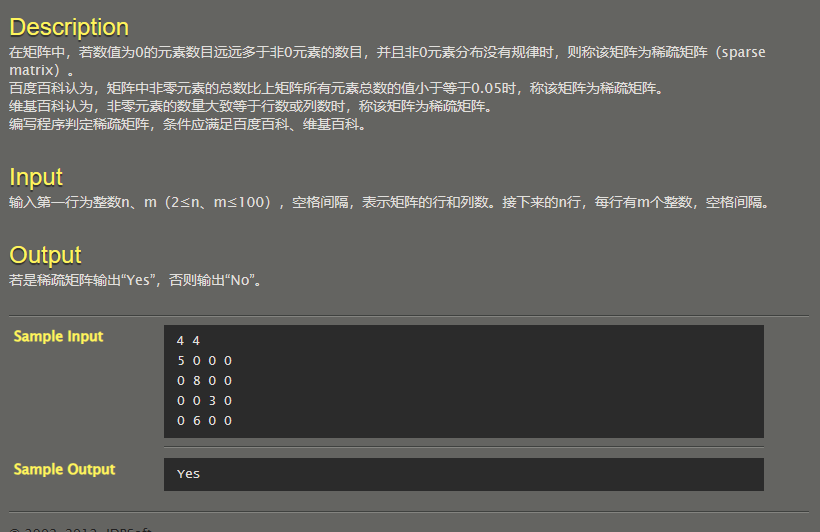 Description
在矩阵中，若数值为0的元素数目远远多于非0元素的数目，并且非0元素分布没有规律时，则称该矩阵为稀疏矩阵（sparse
matrix）。
百度百科认为，矩阵中非零元素的总数比上矩阵所有元素总数的值小于等于0.05时，称该矩阵为稀疏矩阵。
维基百科认为，非零元素的数量大致等于行数或列数时，称该矩阵为稀疏矩阵。
编写程序判定稀疏矩阵，条件应满足百度百科、维基百科。
Input
输入第一行为整数n、m（2≤n、m≤100），空格间隔，表示矩阵的行和列数。接下来的n行，每行有m个整数，空格间隔。
Output
若是稀疏矩阵输出“Yes”，否则输出“No”。
Sample Input
4 4
5 0 0 0
0 8 0 0
0 0 3 0
0 6 0 0
Sample Output
Yes